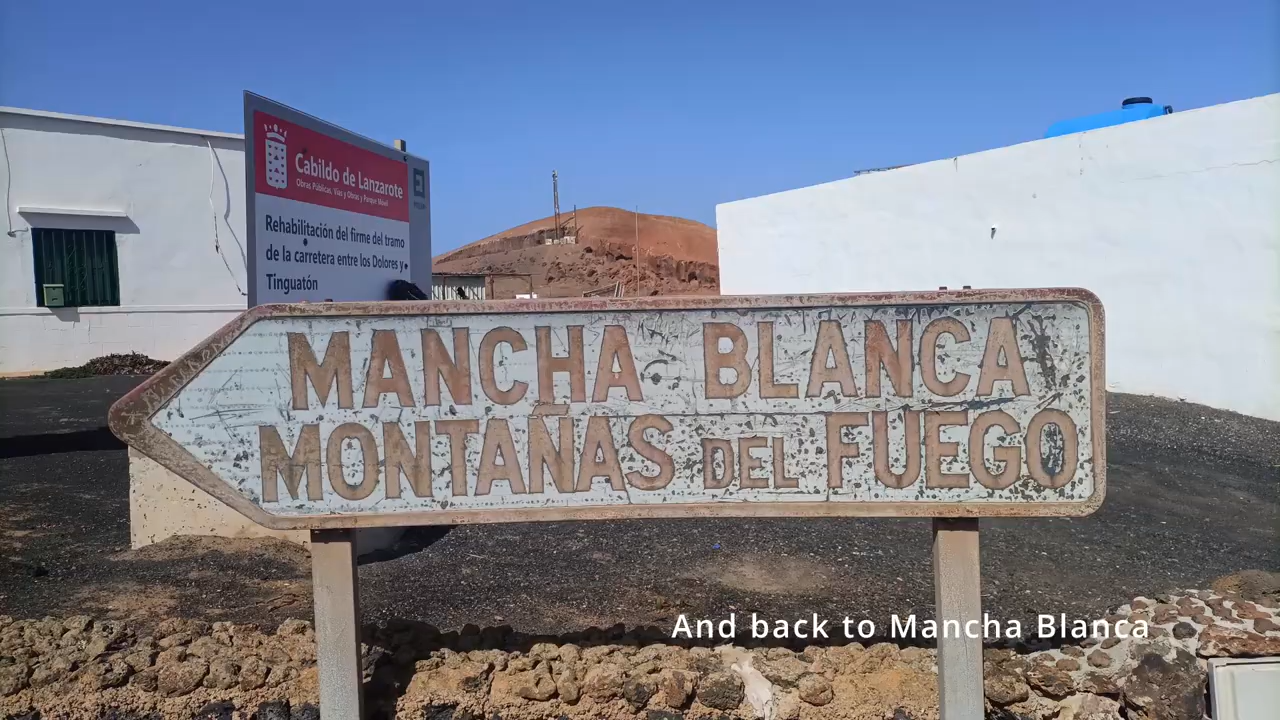 Cabildo de Lanzarote
Obras Públicas, Vías y Obras y Parque Móvil
Rehabilitación del firme del tramo
de la carretera entre los Dolores y
Tinguatón
MANCHA BLANCA
MONTAÑAS DEL FUEGO
And back to Mancha Blanca